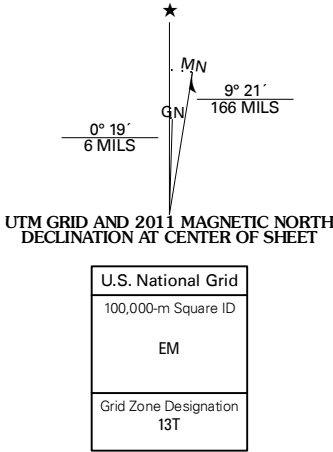 ★
MN
GN
9° 21´
166 MILS
0° 19´
6 MILS
UTM GRID AND 2011 MAGNETIC NORTH
DECLINATION AT CENTER OF SHEET
U.S. National Grid
100,000-m Square ID
EM
Grid Zone Designation
13T